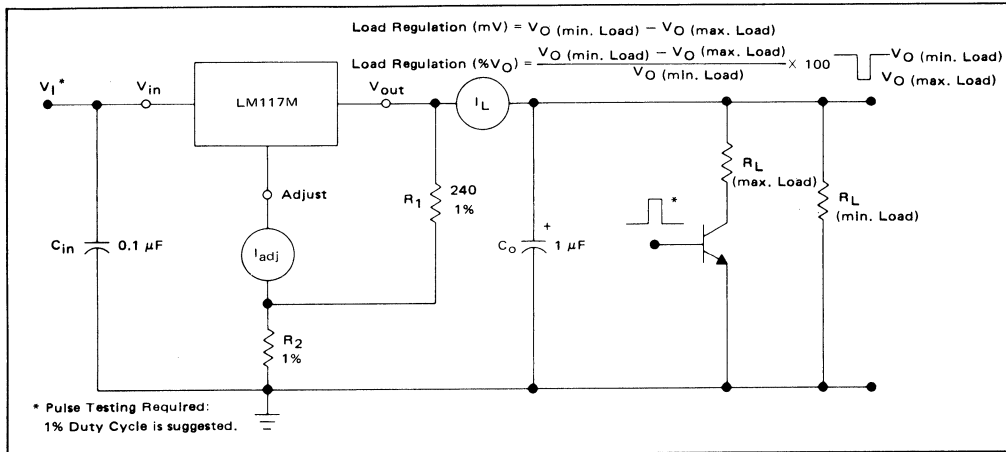 Load Regulation (mV) = VO (min. Load) − VO (max. Load)
Load Regulation (%VO) = VO (min. Load) − VO (max. Load) / VO (min. Load) X 100
VO (min. Load)
VO (max. Load)
VI*
Vin
LM117M
Vout
IL
Adjust
R1
240
1%
RL
(max. Load)
RL
(min. Load)
*
Cin
0.1 μF
Iadj
CO
+
1 μF
R2
1%
* Pulse Testing Required:
1% Duty Cycle is suggested.